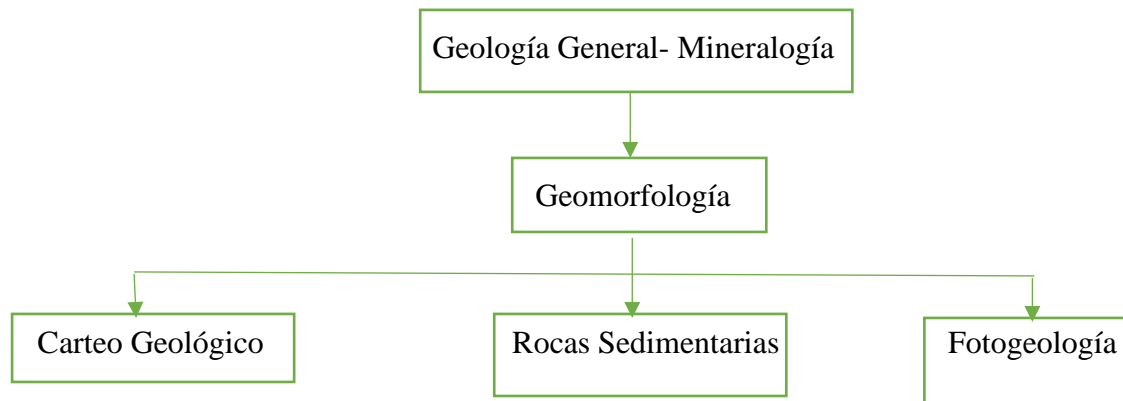 Geología General- Mineralogía
Geomorfología
Carteo Geológico
Rocas Sedimentarias
Fotogeología